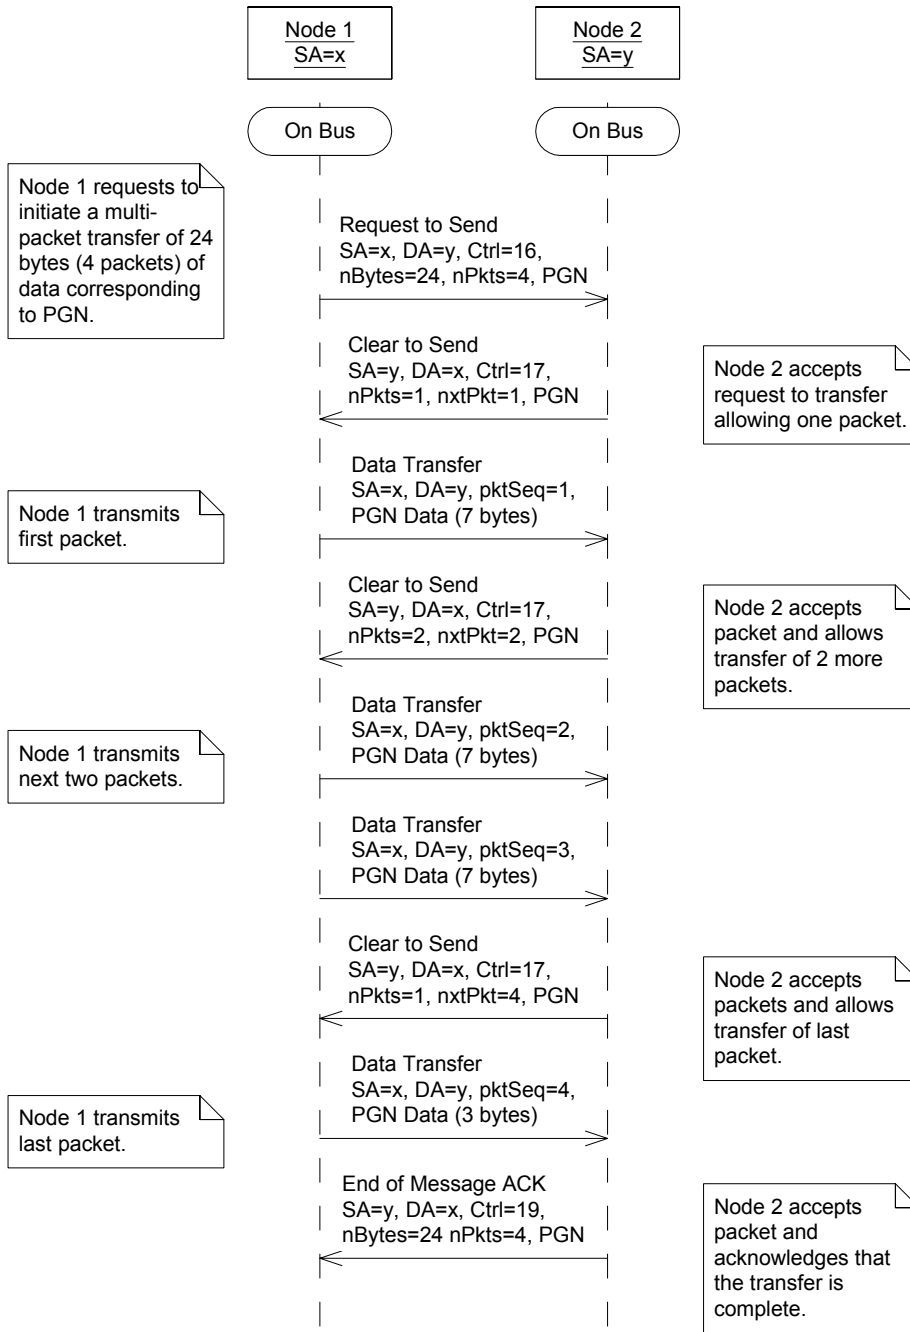 Node 1
SA=x
Node 2
SA=y
On Bus
On Bus
Node 1 requests to
initiate a multi-
packet transfer of 24
bytes (4 packets) of
data corresponding
to PGN.
Request to Send
SA=x, DA=y, Ctrl=16,
nBytes=24, nPkts=4, PGN
Clear to Send
SA=y, DA=x, Ctrl=17,
nPkts=1, nxtPkt=1, PGN
Node 2 accepts
request to transfer
allowing one packet.
Data Transfer
SA=x, DA=y, pktSeq=1,
PGN Data (7 bytes)
Node 1 transmits
first packet.
Clear to Send
SA=y, DA=x, Ctrl=17,
nPkts=2, nxtPkt=2, PGN
Node 2 accepts
packet and allows
transfer of 2 more
packets.
Data Transfer
SA=x, DA=y, pktSeq=2,
PGN Data (7 bytes)
Node 1 transmits
next two packets.
Data Transfer
SA=x, DA=y, pktSeq=3,
PGN Data (7 bytes)
Clear to Send
SA=y, DA=x, Ctrl=17,
nPkts=1, nxtPkt=4, PGN
Node 2 accepts
packets and allows
transfer of last
packet.
Data Transfer
SA=x, DA=y, pktSeq=4,
PGN Data (3 bytes)
Node 1 transmits
last packet.
End of Message ACK
SA=y, DA=x, Ctrl=19,
nBytes=24 nPkts=4, PGN
Node 2 accepts
packet and
acknowledges that
the transfer is
complete.